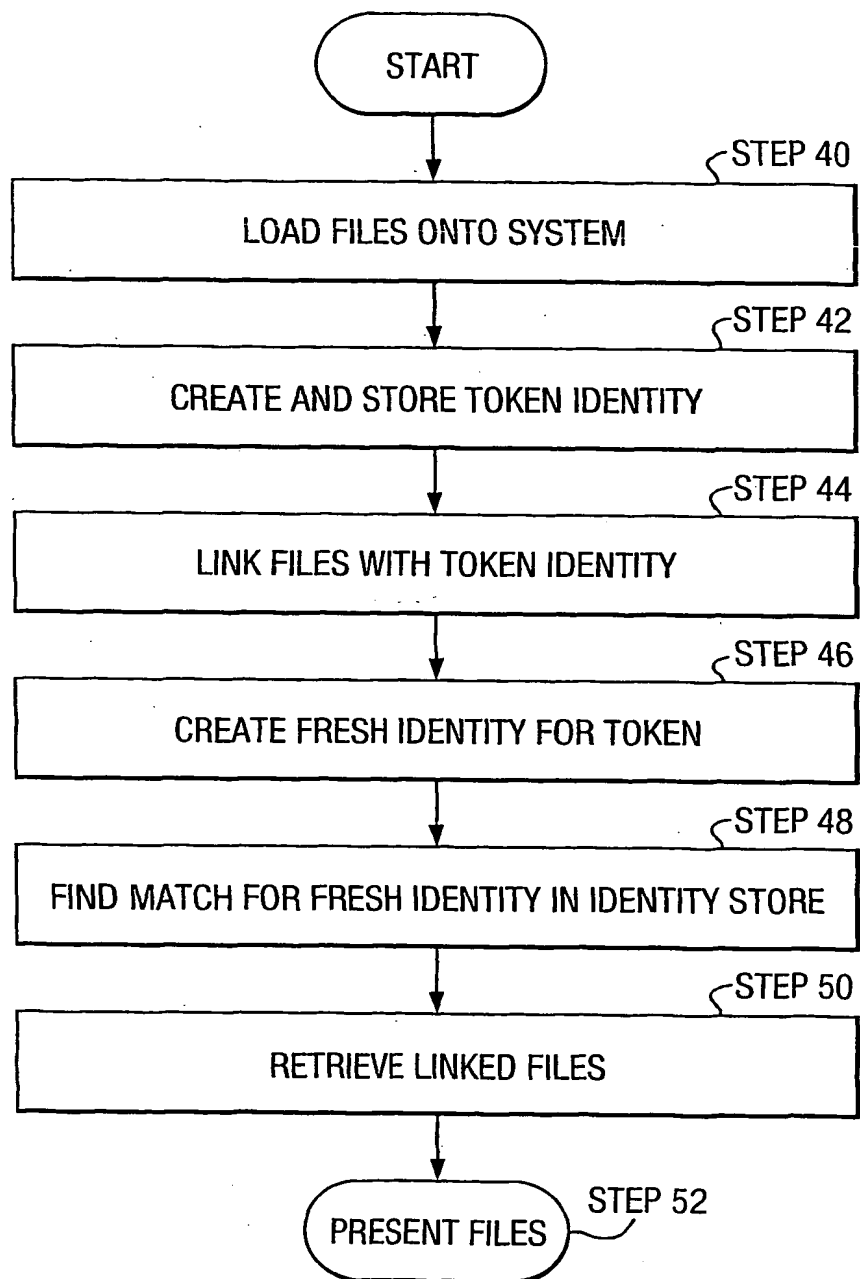 START
STEP 40
LOAD FILES ONTO SYSTEM
STEP 42
CREATE AND STORE TOKEN IDENTITY
STEP 44
LINK FILES WITH TOKEN IDENTITY
STEP 46
CREATE FRESH IDENTITY FOR TOKEN
STEP 48
FIND MATCH FOR FRESH IDENTITY IN IDENTITY STORE
STEP 50
RETRIEVE LINKED FILES
STEP 52
PRESENT FILES